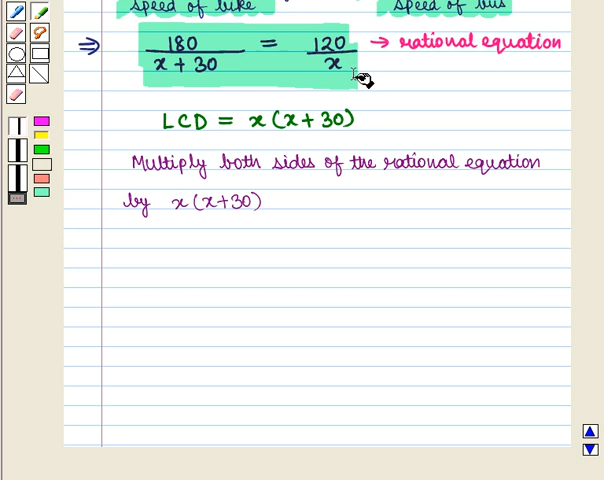 speed of bike speed of bus
⇒ 180 / (x + 30) = 120 / x → rational equation
LCD = x (x + 30)
Multiply both sides of the rational equation
by x (x+30)